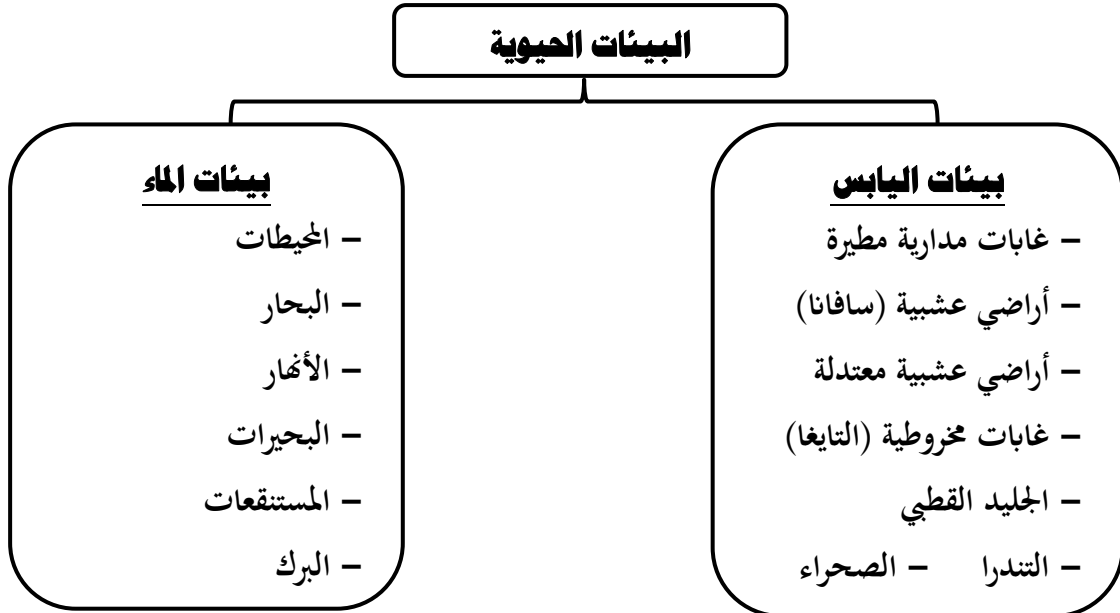 البيئات الحيوية
بيئات اليابس
– غابات مدارية مطيرة
– أراضي عشبية (سافانا)
– أراضي عشبية معتدلة
– غابات مخروطية (التايغا)
– الجليد القطبي
– التندرا – الصحراء
بيئات الماء
– المحيطات
– البحار
– الأنهار
– البحيرات
– المستنقعات
– البرك